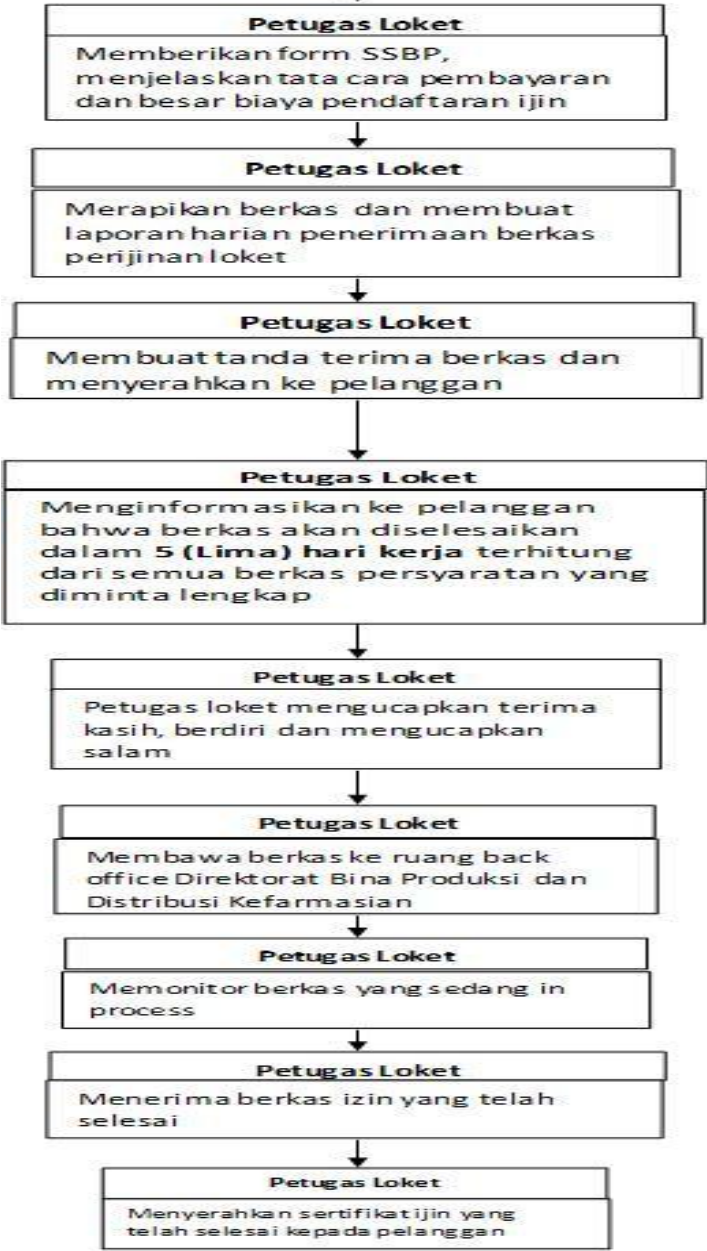 Petugas Loket
Memberikan form SSBP,
menjelaskan tata cara pembayaran
dan besar biaya pendaftaran ijin
Petugas Loket
Merapikan berkas dan membuat
laporan harian penerimaan berkas
perijinan loket
Petugas Loket
Membuat tanda terima berkas dan
menyerahkan ke pelanggan
Petugas Loket
Menginformasikan ke pelanggan
bahwa berkas akan diselesaikan
dalam 5 (Lima) hari kerja terhitung
dari semua berkas persyaratan yang
diminta lengkap
Petugas Loket
Petugas loket mengucapkan terima
kasih, berdiri dan mengucapkan
salam
Petugas Loket
Membawa berkas ke ruang back
office Direktorat Bina Produksi dan
Distribusi Kefarmasian
Petugas Loket
Memonitor berkas yang sedang in
process
Petugas Loket
Menerima berkas izin yang telah
selesai
Petugas Loket
Menyerahkan sertifikat ijin yang
telah selesai kepada pelanggan